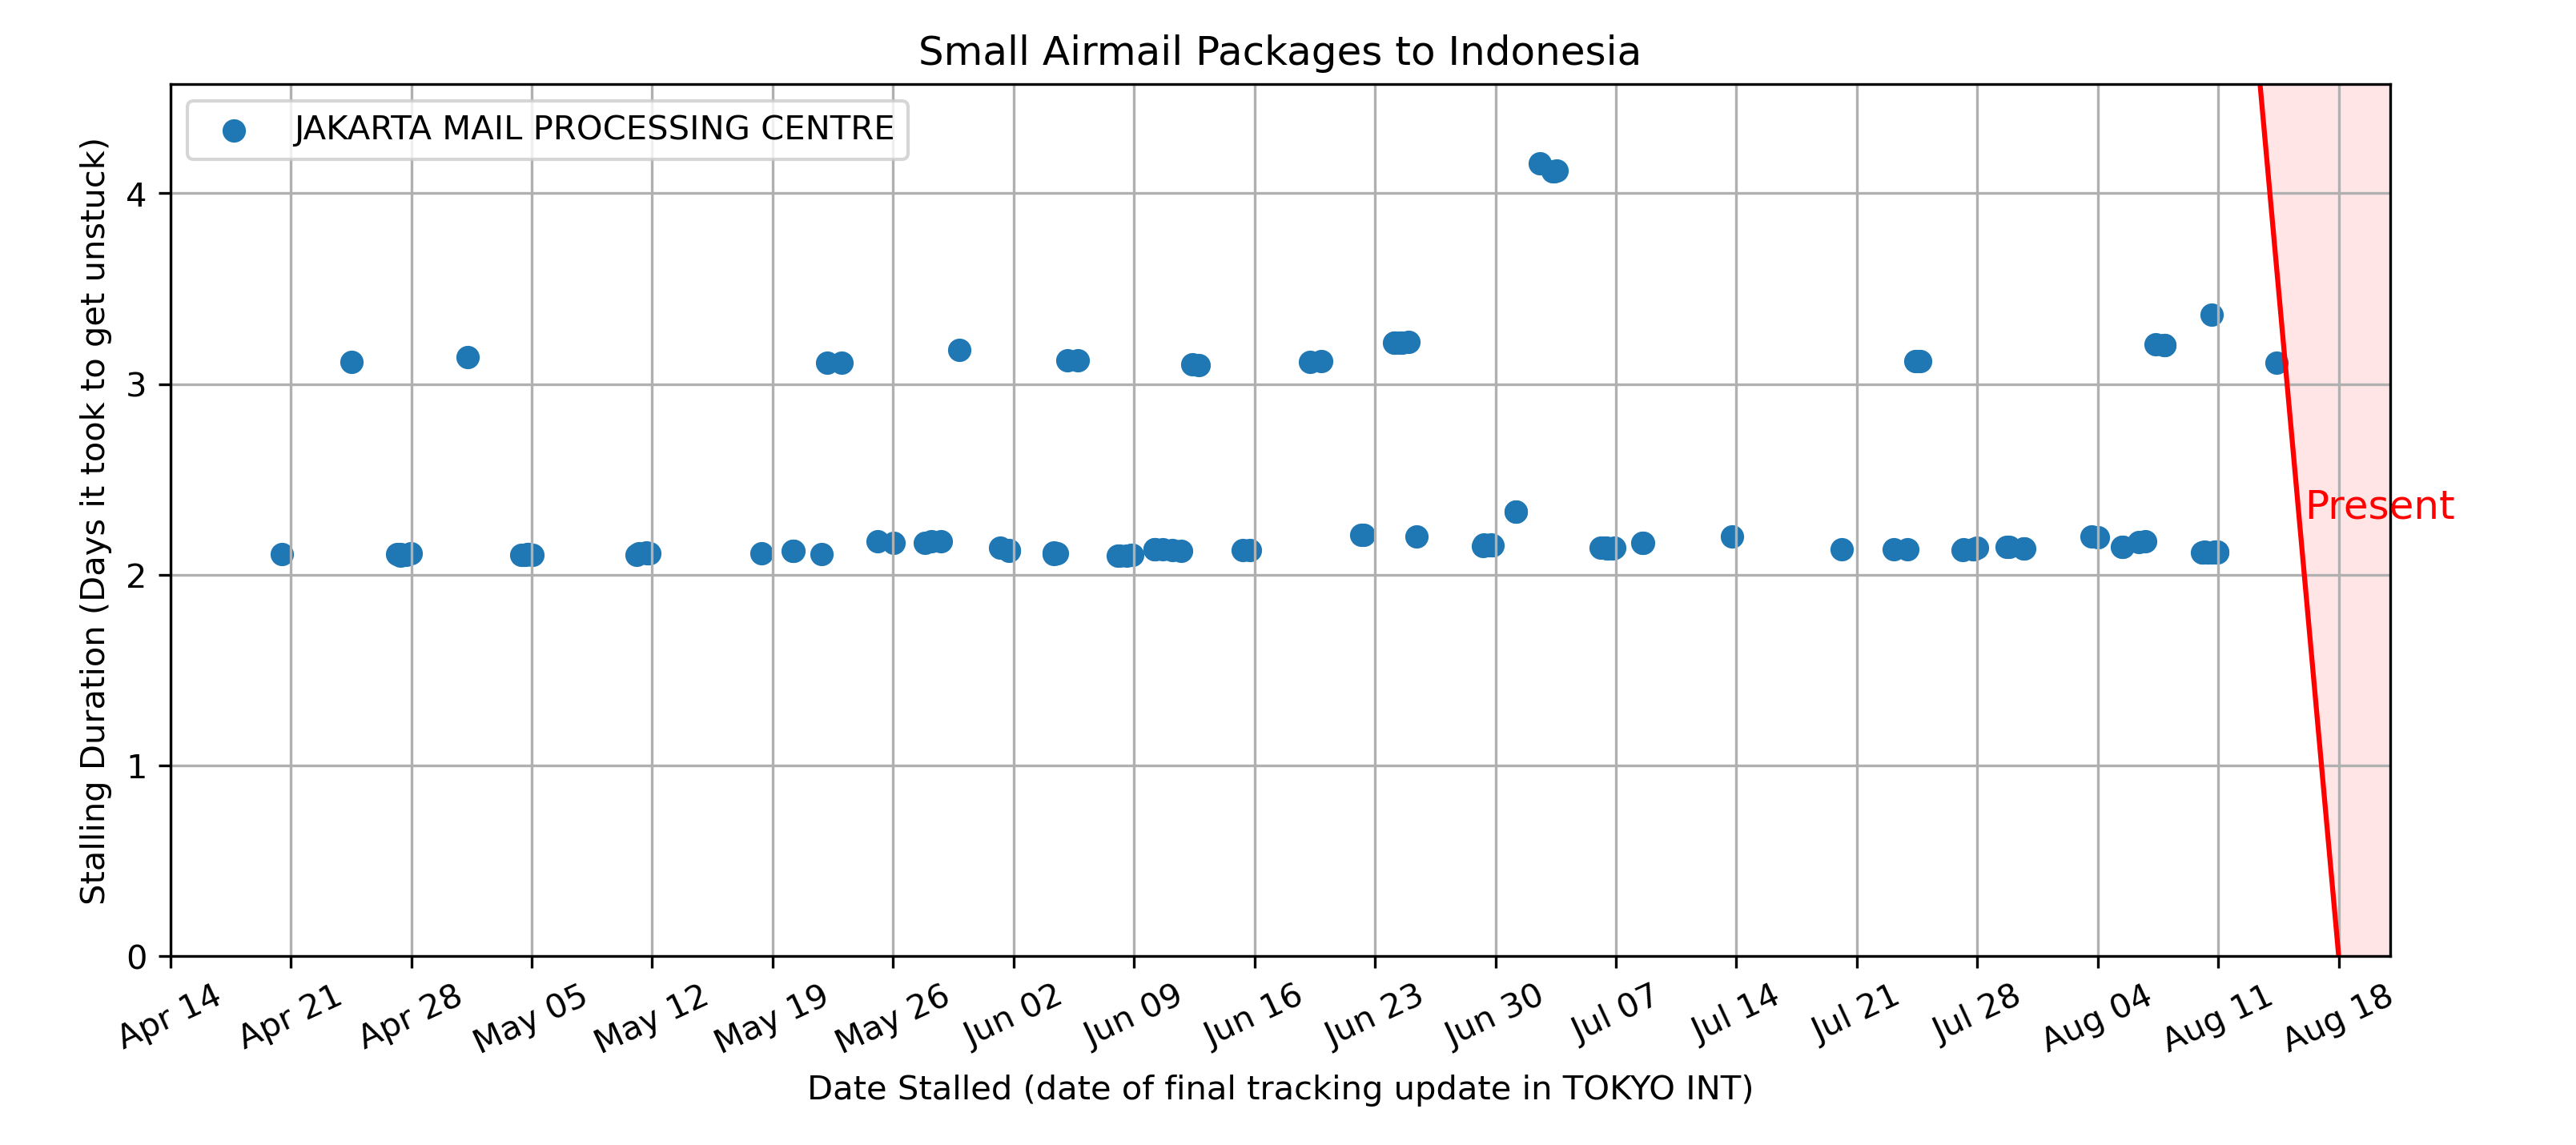 Small Airmail Packages to Indonesia
JAKARTA MAIL PROCESSING CENTRE
Stalling Duration (Days it took to get unstuck)
4
3
2
1
0
Present
Apr 14
Apr 21
Apr 28
May 05
May 12
May 19
May 26
Jun 02
Jun 09
Jun 16
Jun 23
Jun 30
Jul 07
Jul 14
Jul 21
Jul 28
Aug 04
Aug 11
Aug 18
Date Stalled (date of final tracking update in TOKYO INT)